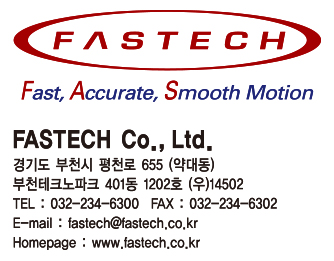 FASTECH
Fast, Accurate, Smooth Motion
FASTECH Co., Ltd.
경기도 부천시 평천로 655 (약대동)
부천테크노파크 401동 1202호 (우)14502
TEL : 032-234-6300 FAX : 032-234-6302
E-mail : fastech@fastech.co.kr
Homepage : www.fastech.co.kr